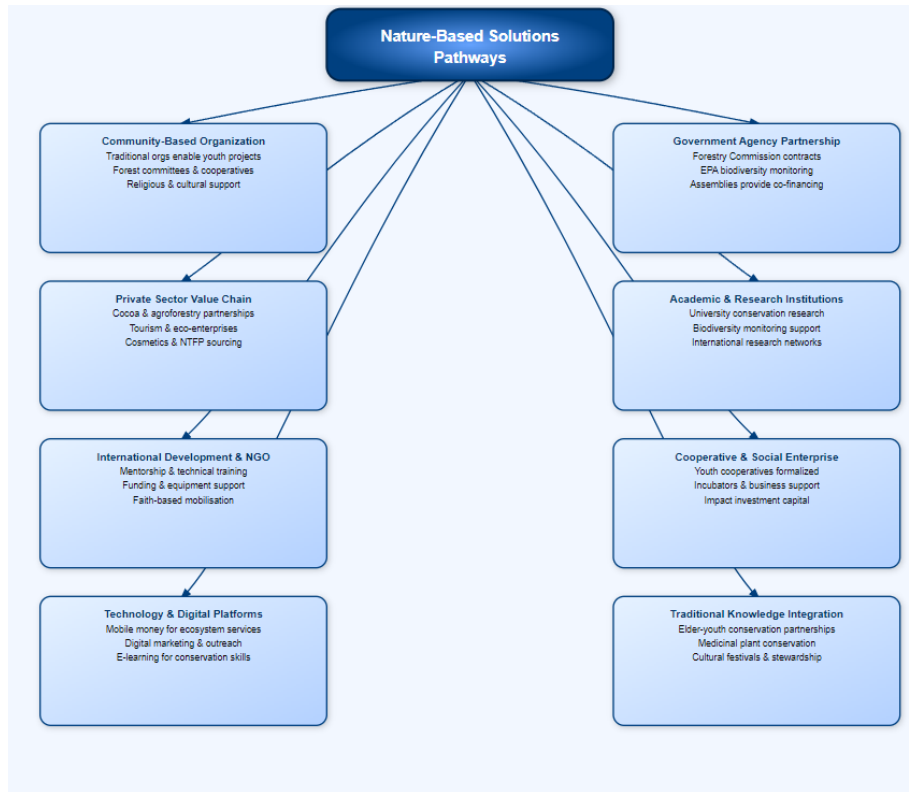 Nature-Based Solutions
Pathways
Community-Based Organization
Traditional orgs enable youth projects
Forest committees & cooperatives
Religious & cultural support
Government Agency Partnership
Forestry Commission contracts
EPA biodiversity monitoring
Assemblies provide co-financing
Private Sector Value Chain
Cocoa & agroforestry partnerships
Tourism & eco-enterprises
Cosmetics & NTFP sourcing
Academic & Research Institutions
University conservation research
Biodiversity monitoring support
International research networks
International Development & NGO
Mentorship & technical training
Funding & equipment support
Faith-based mobilisation
Cooperative & Social Enterprise
Youth cooperatives formalized
Incubators & business support
Impact investment capital
Technology & Digital Platforms
Mobile money for ecosystem services
Digital marketing & outreach
E-learning for conservation skills
Traditional Knowledge Integration
Elder-youth conservation partnerships
Medicinal plant conservation
Cultural festivals & stewardship